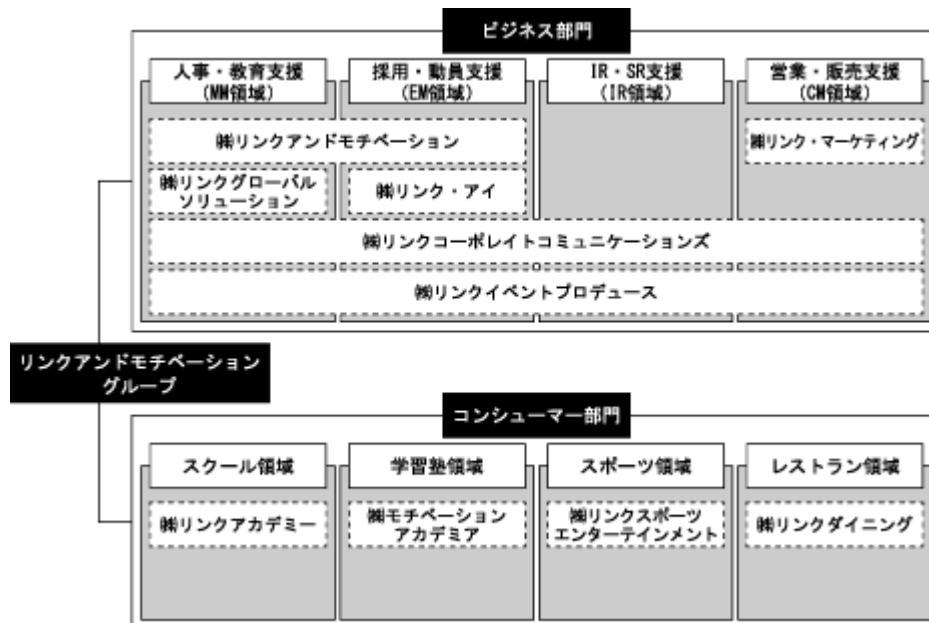 ビジネス部門
人事・教育支援
(MM領域)
採用・動員支援
(EM領域)
IR・SR支援
(IR領域)
営業・販売支援
(CM領域)
㈱リンクアンドモチベーション
㈱リンク・マーケティング
㈱リンクグローバル
ソリューション
㈱リンク・アイ
㈱リンクコーポレイトコミュニケーションズ
㈱リンクイベントプロデュース
リンクアンドモチベーション
グループ
コンシューマー部門
スクール領域
学習塾領域
スポーツ領域
レストラン領域
㈱リンクアカデミー
㈱モチベーション
アカデミア
㈱リンクスポーツ
エンターテインメント
㈱リンクダイニング